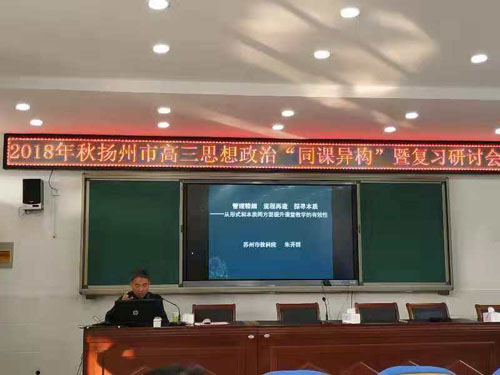 2018年秋扬州市高三思想政治“同课异构”暨复习研讨会
管理精细 流程再造 探寻本质
——从形式和本质两方面提升课堂教学的有效性
苏州市教科院 朱开群
hp